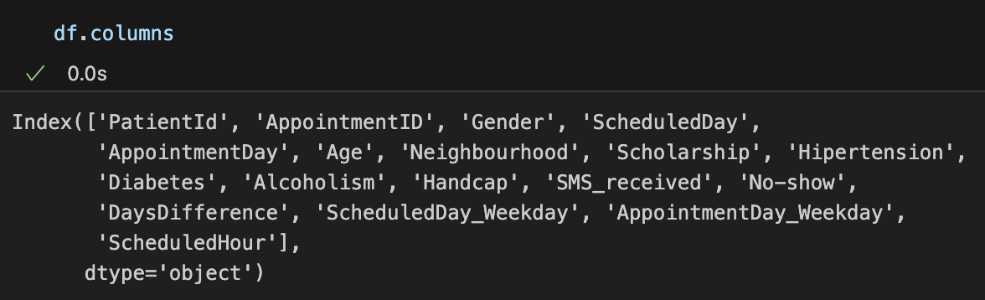 df.columns
0.0s
Index(['PatientId', 'AppointmentID', 'Gender', 'ScheduledDay',
'AppointmentDay', 'Age', 'Neighbourhood', 'Scholarship', 'Hipertension',
'Diabetes', 'Alcoholism', 'Handcap', 'SMS_received', 'No-show',
'DaysDifference', 'ScheduledDay_Weekday', 'AppointmentDay_Weekday',
'ScheduledHour'],
dtype='object')